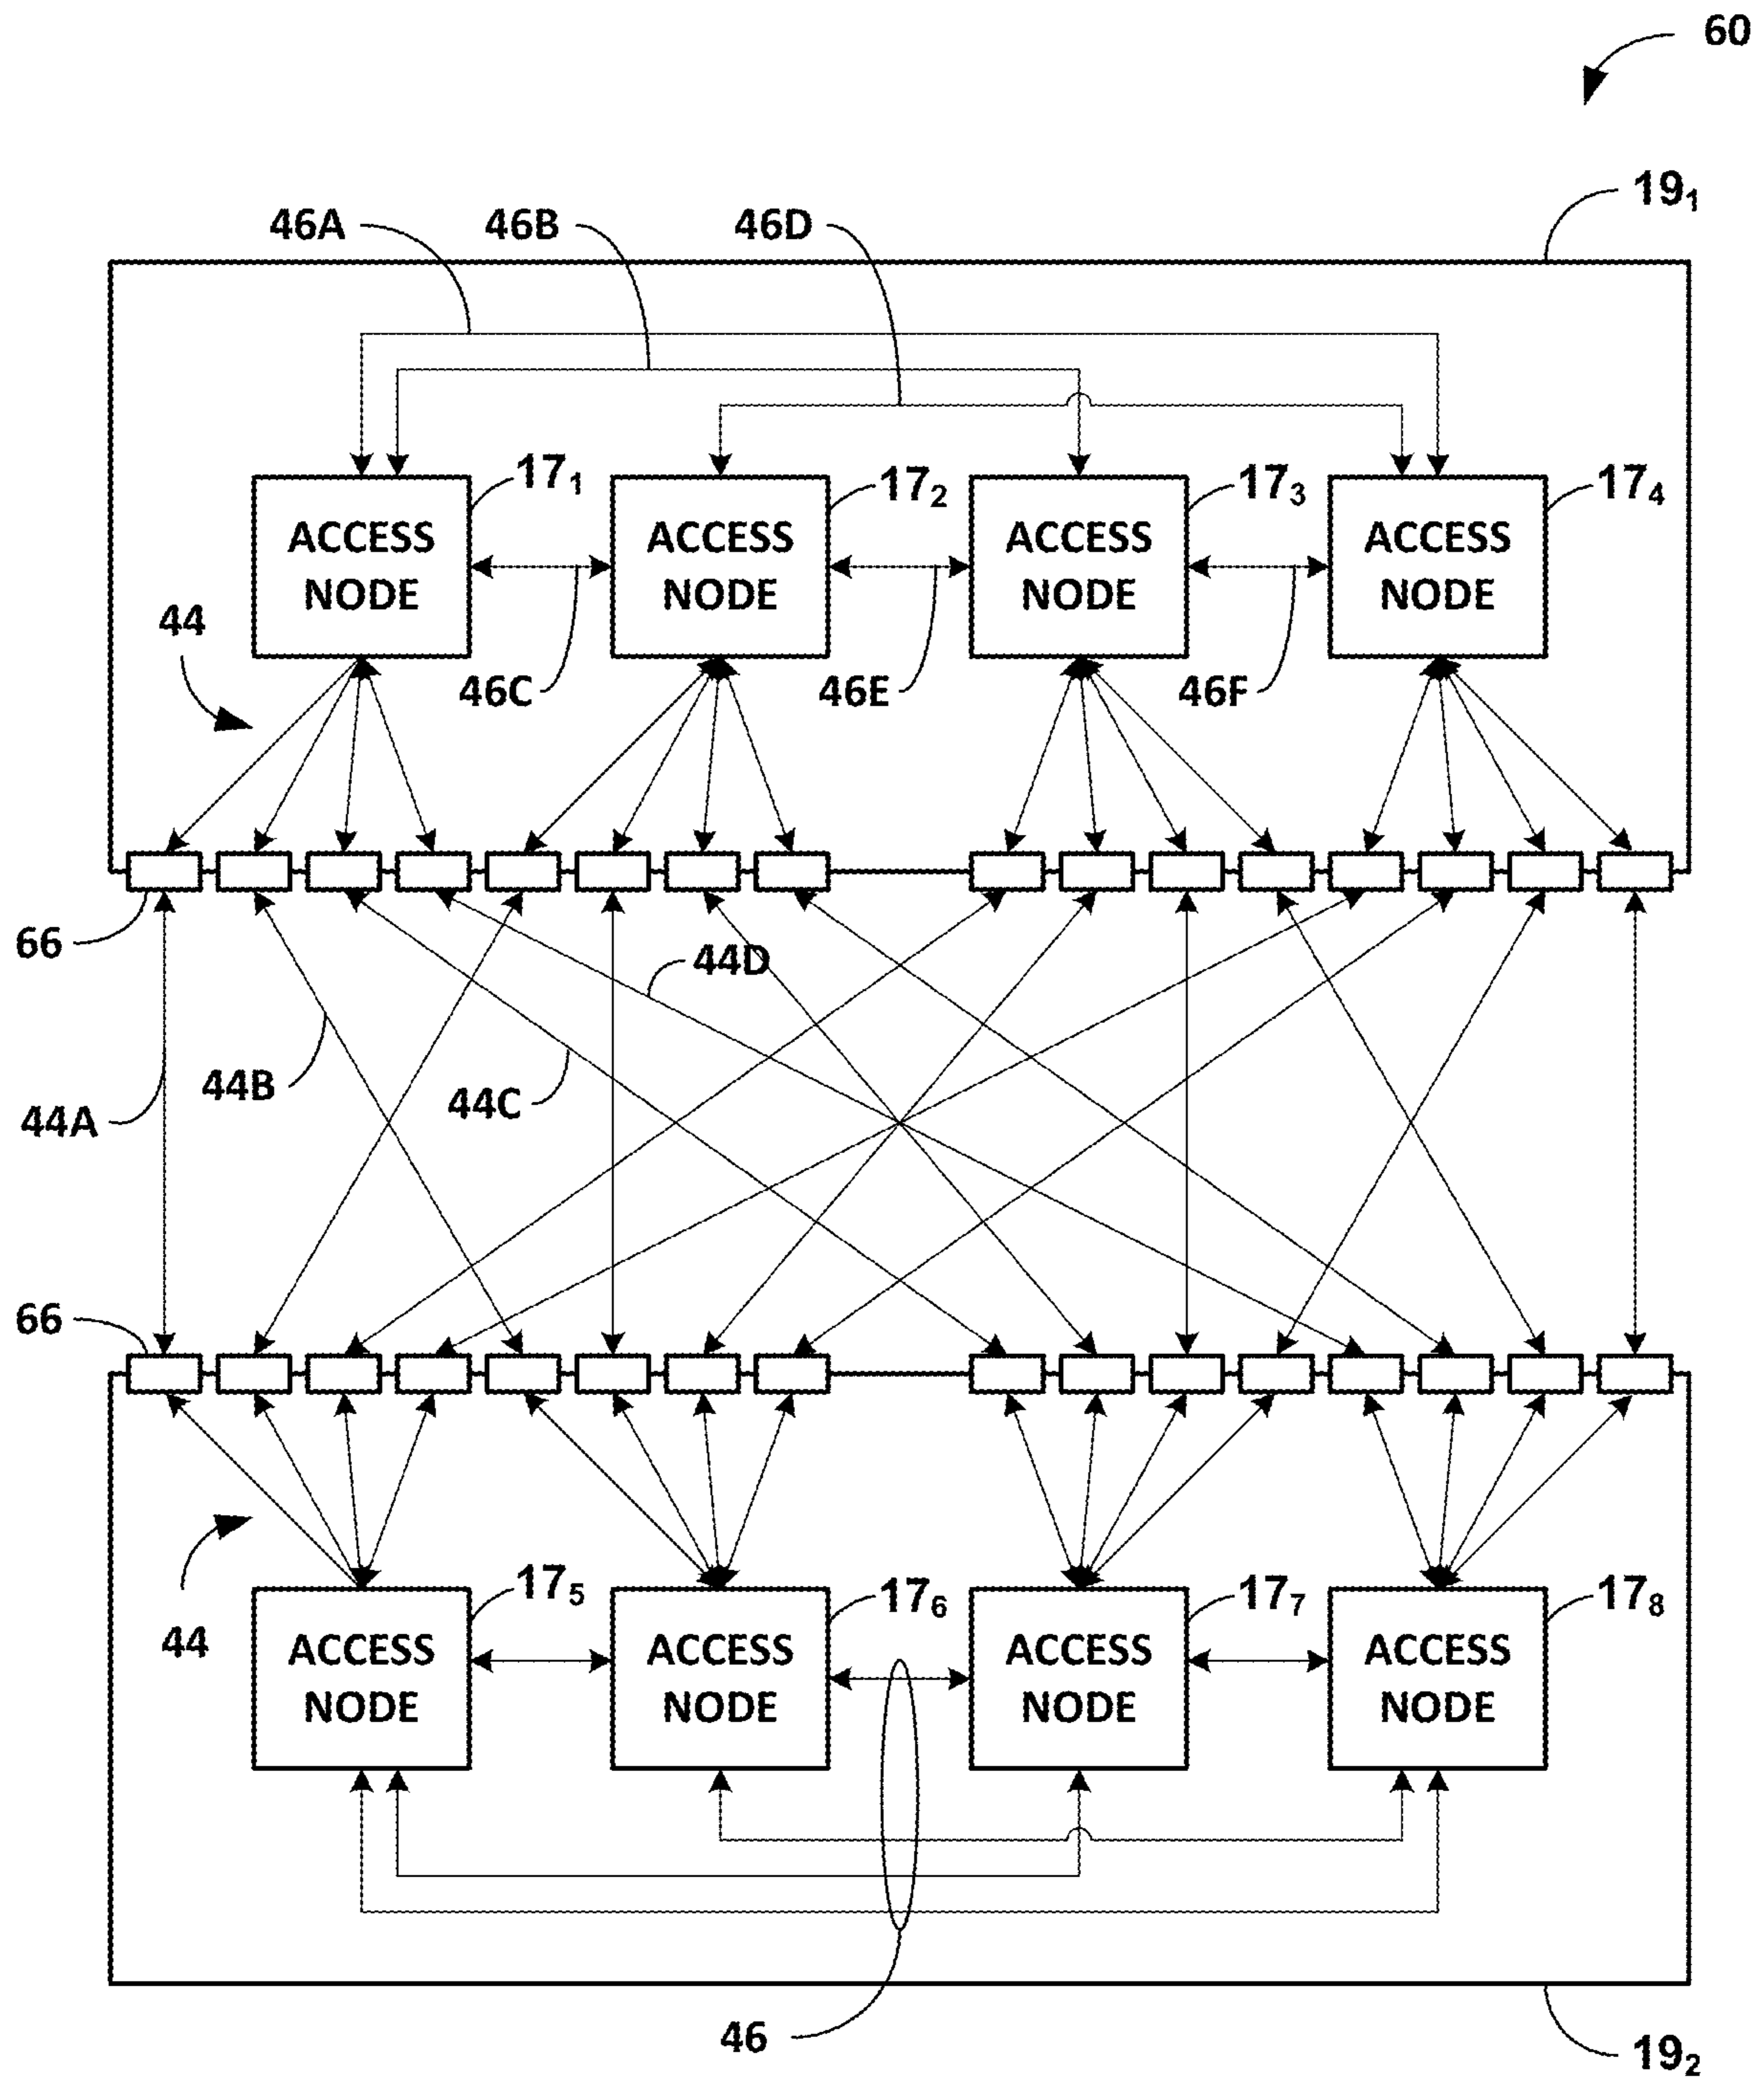 60
19₁
46A
46B
46D
17₁
17₂
17₃
17₄
ACCESS
NODE
ACCESS
NODE
ACCESS
NODE
ACCESS
NODE
44
46C
46E
46F
66
44D
44B
44C
44A
66
44
17₅
17₆
17₇
17₈
ACCESS
NODE
ACCESS
NODE
ACCESS
NODE
ACCESS
NODE
46
19₂